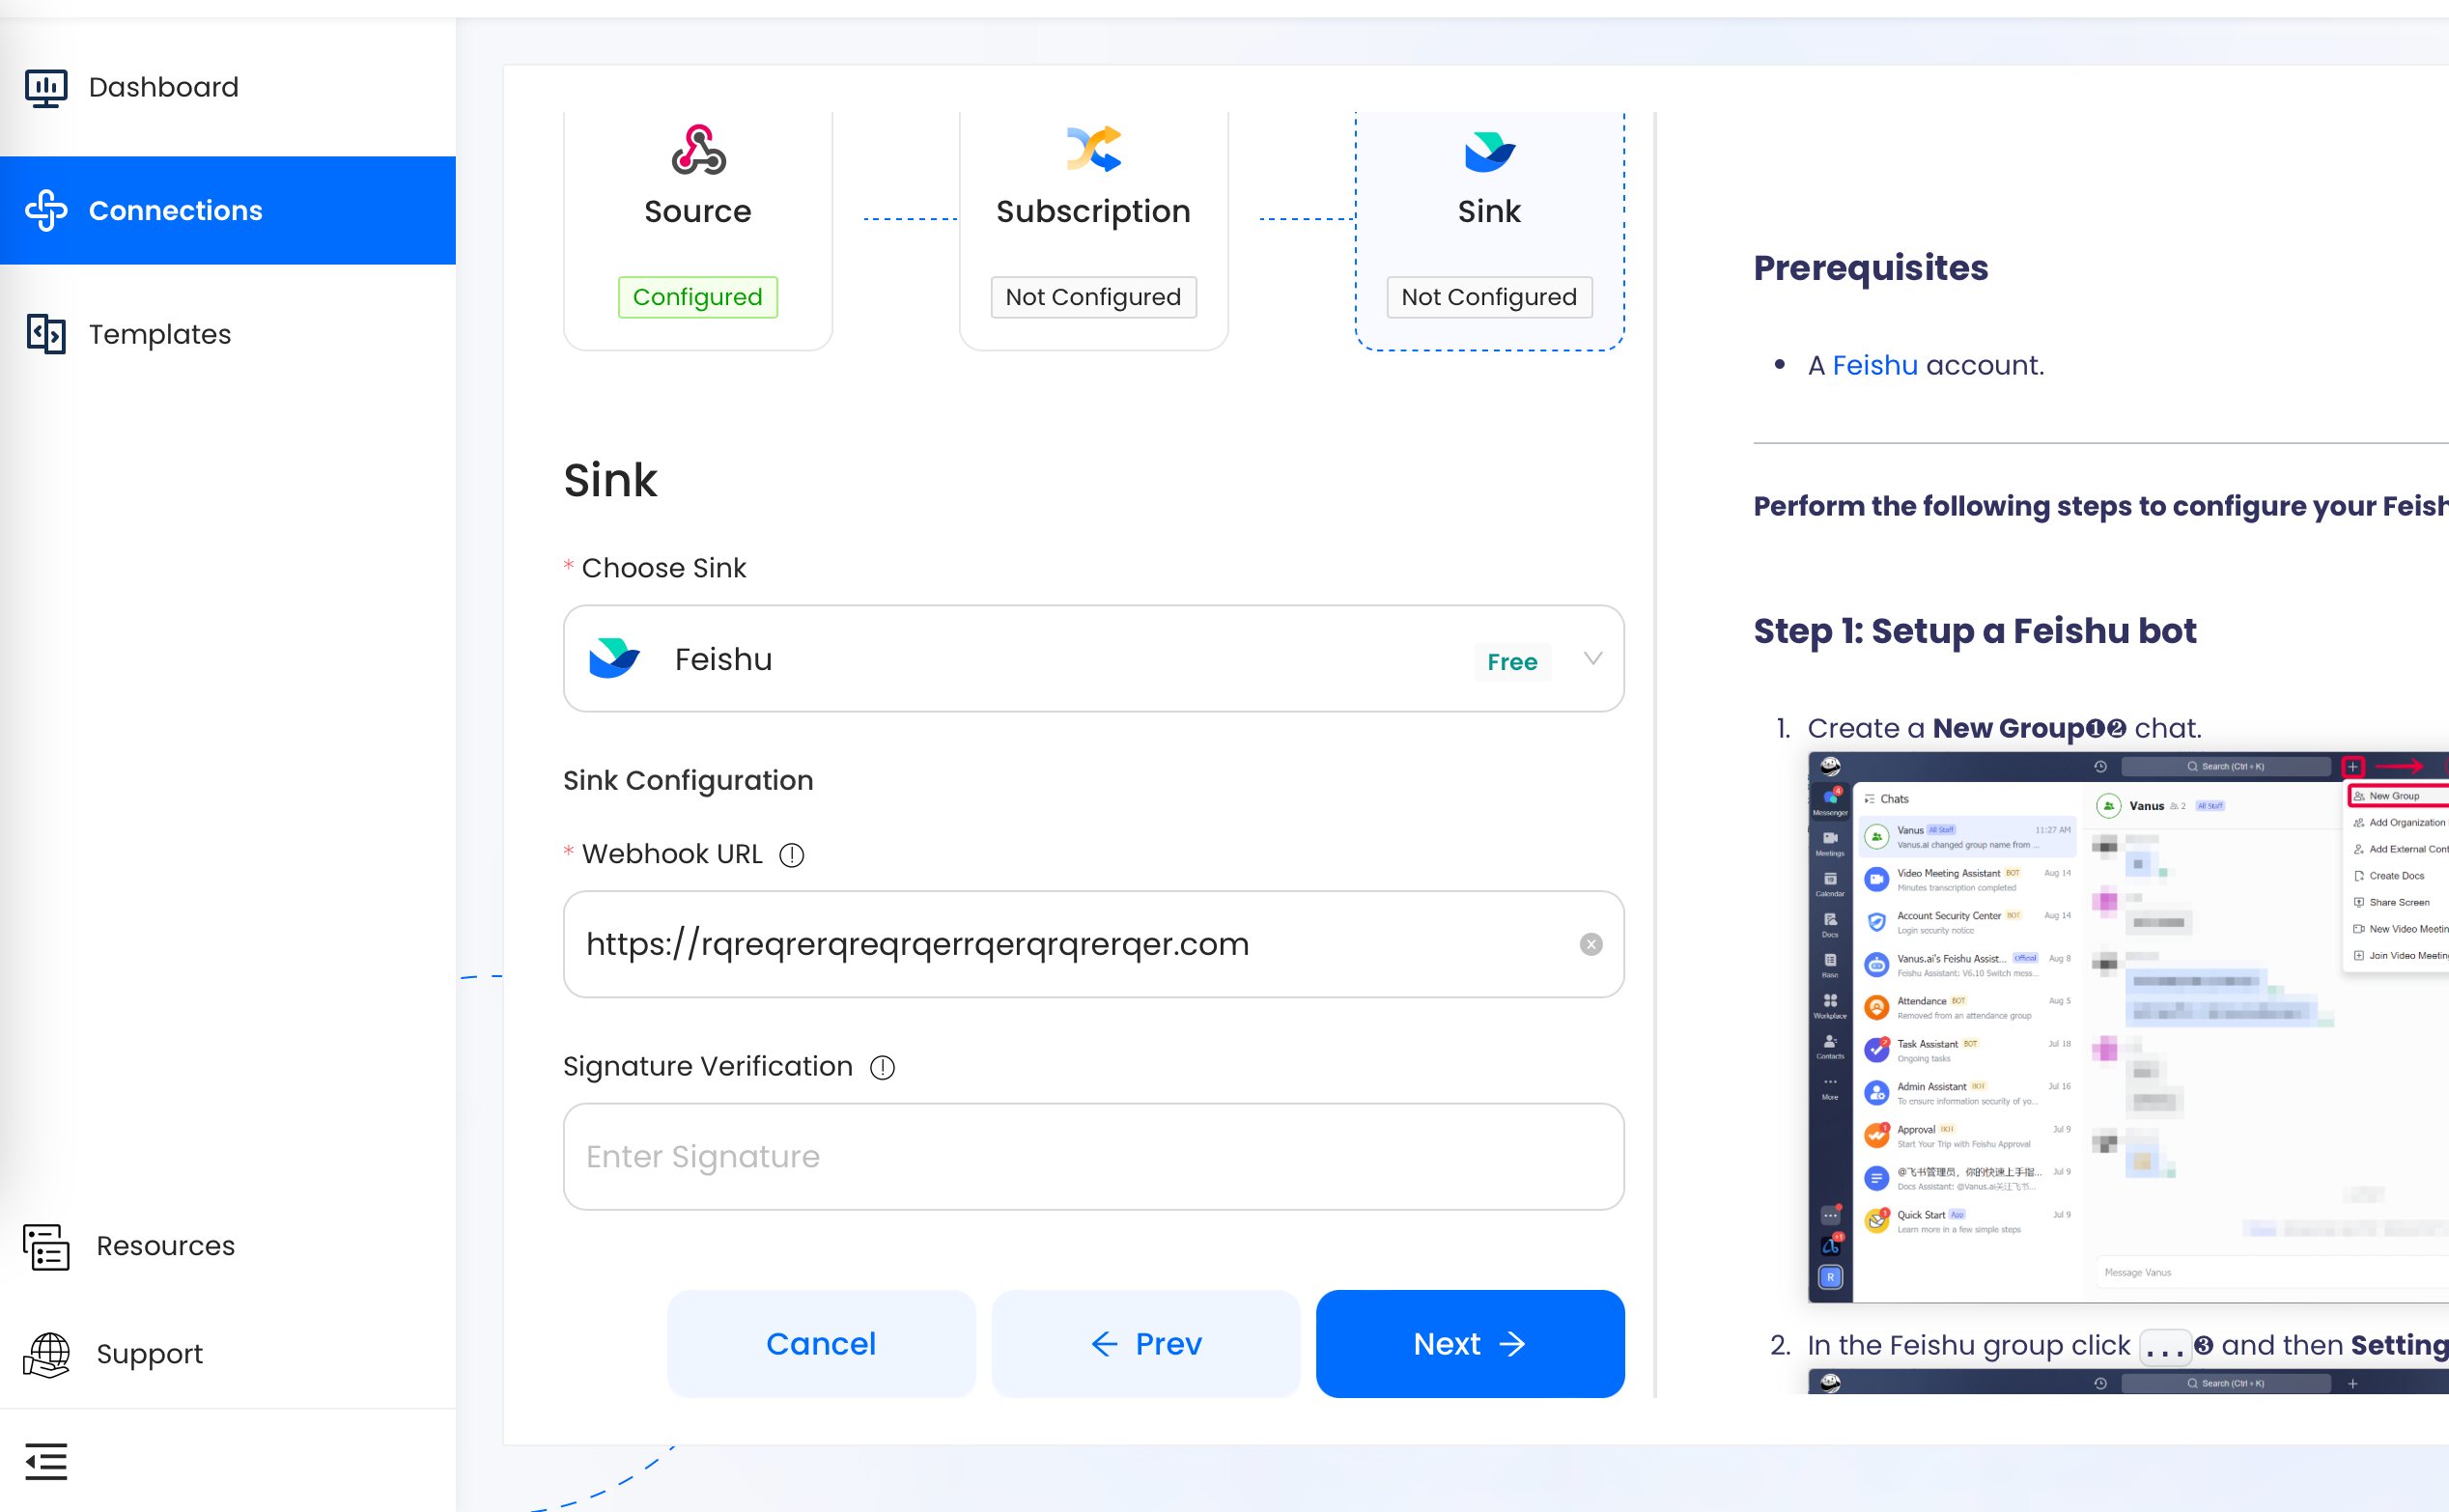 Dashboard
Connections
Templates
Resources
Support
Source
Configured
Subscription
Not Configured
Sink
Not Configured
Sink
* Choose Sink
Feishu
Free
Sink Configuration
* Webhook URL
https://rqreqrerqreqrqerrqerqrqrerqer.com
Signature Verification
Enter Signature
Cancel
← Prev
Next →
Prerequisites
• A Feishu account.
Perform the following steps to configure your Feish
Step 1: Setup a Feishu bot
1. Create a New Group❶❷ chat.
Search (Ctrl + K)
Chats
Vanus 2 All Staff
New Group
Add Organization
Add External Cont
Create Docs
Share Screen
New Video Meetin
Join Video Meeting
4
Messenger
Meetings
Calendar
Docs
Base
Workplace
Contacts
More
+1
R
Vanus All Staff 11:27 AM
Vanus.ai changed group name from ...
Video Meeting Assistant BOT Aug 14
Minutes transcription completed
Account Security Center BOT Aug 14
Login security notice
Vanus.ai's Feishu Assist... Official Aug 8
Feishu Assistant: V6.10 Switch mess...
Attendance BOT Aug 5
Removed from an attendance group
Task Assistant BOT Jul 18
Ongoing tasks
Admin Assistant BOT Jul 16
To ensure information security of yo...
Approval BOT Jul 9
Start Your Trip with Feishu Approval
@飞书管理员，你的快速上手指... Jul 9
Docs Assistant: @Vanus.ai关注飞书...
Quick Start App Jul 9
Learn more in a few simple steps
Message Vanus
2. In the Feishu group click ...❸ and then Setting
Search (Ctrl + K)